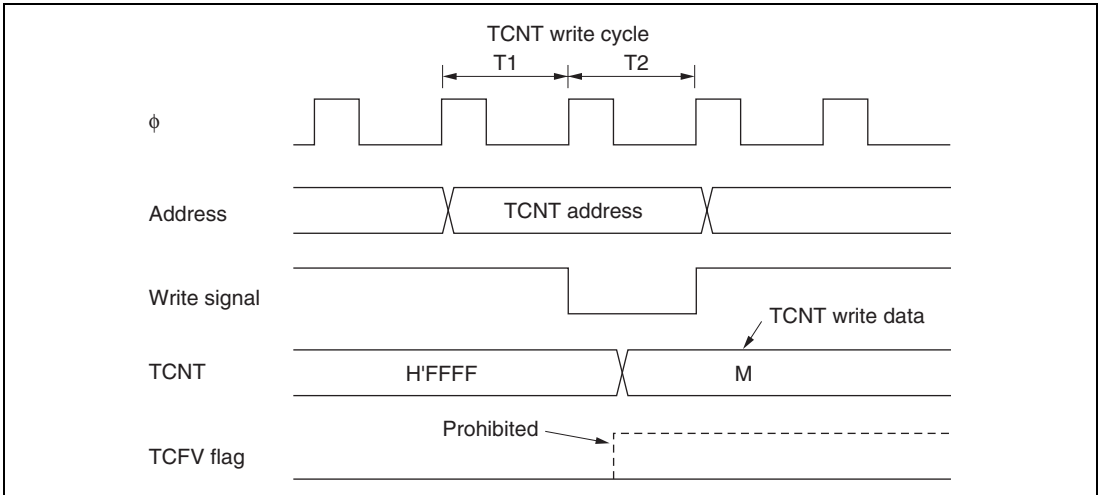 TCNT write cycle
T1 T2
ϕ
Address
TCNT address
Write signal
TCNT write data
TCNT
H'FFFF
M
Prohibited
TCFV flag